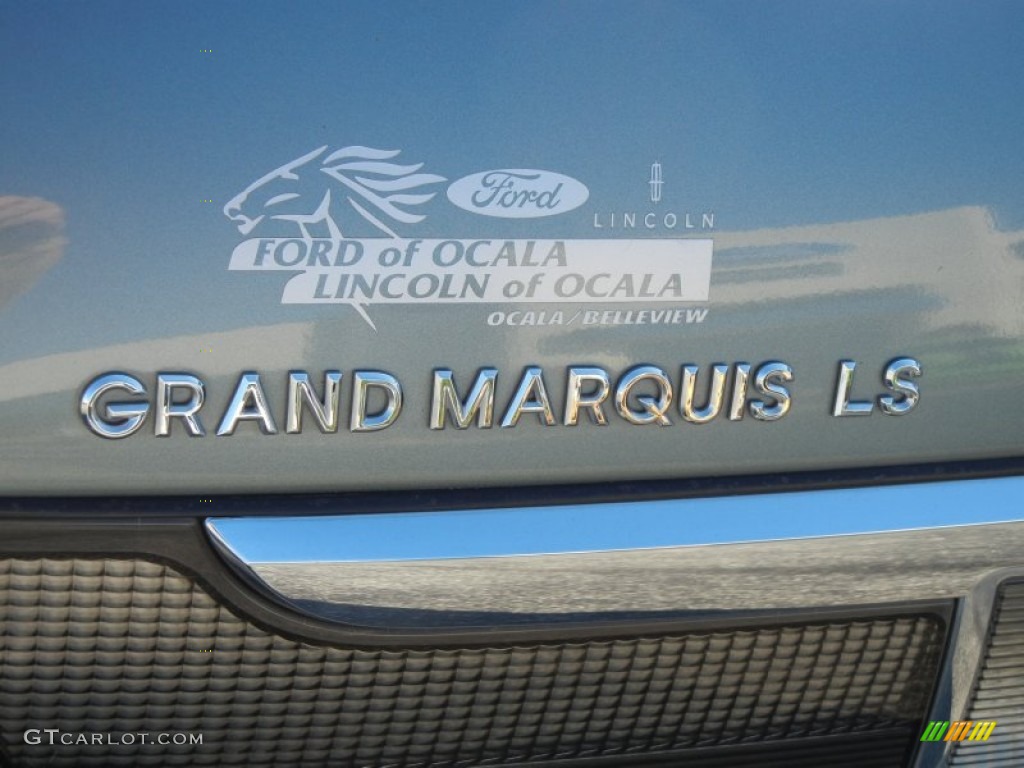 Ford
LINCOLN
FORD of OCALA
LINCOLN of OCALA
OCALA/BELLEVIEW
GRAND MARQUIS LS
GTCARLOT.COM